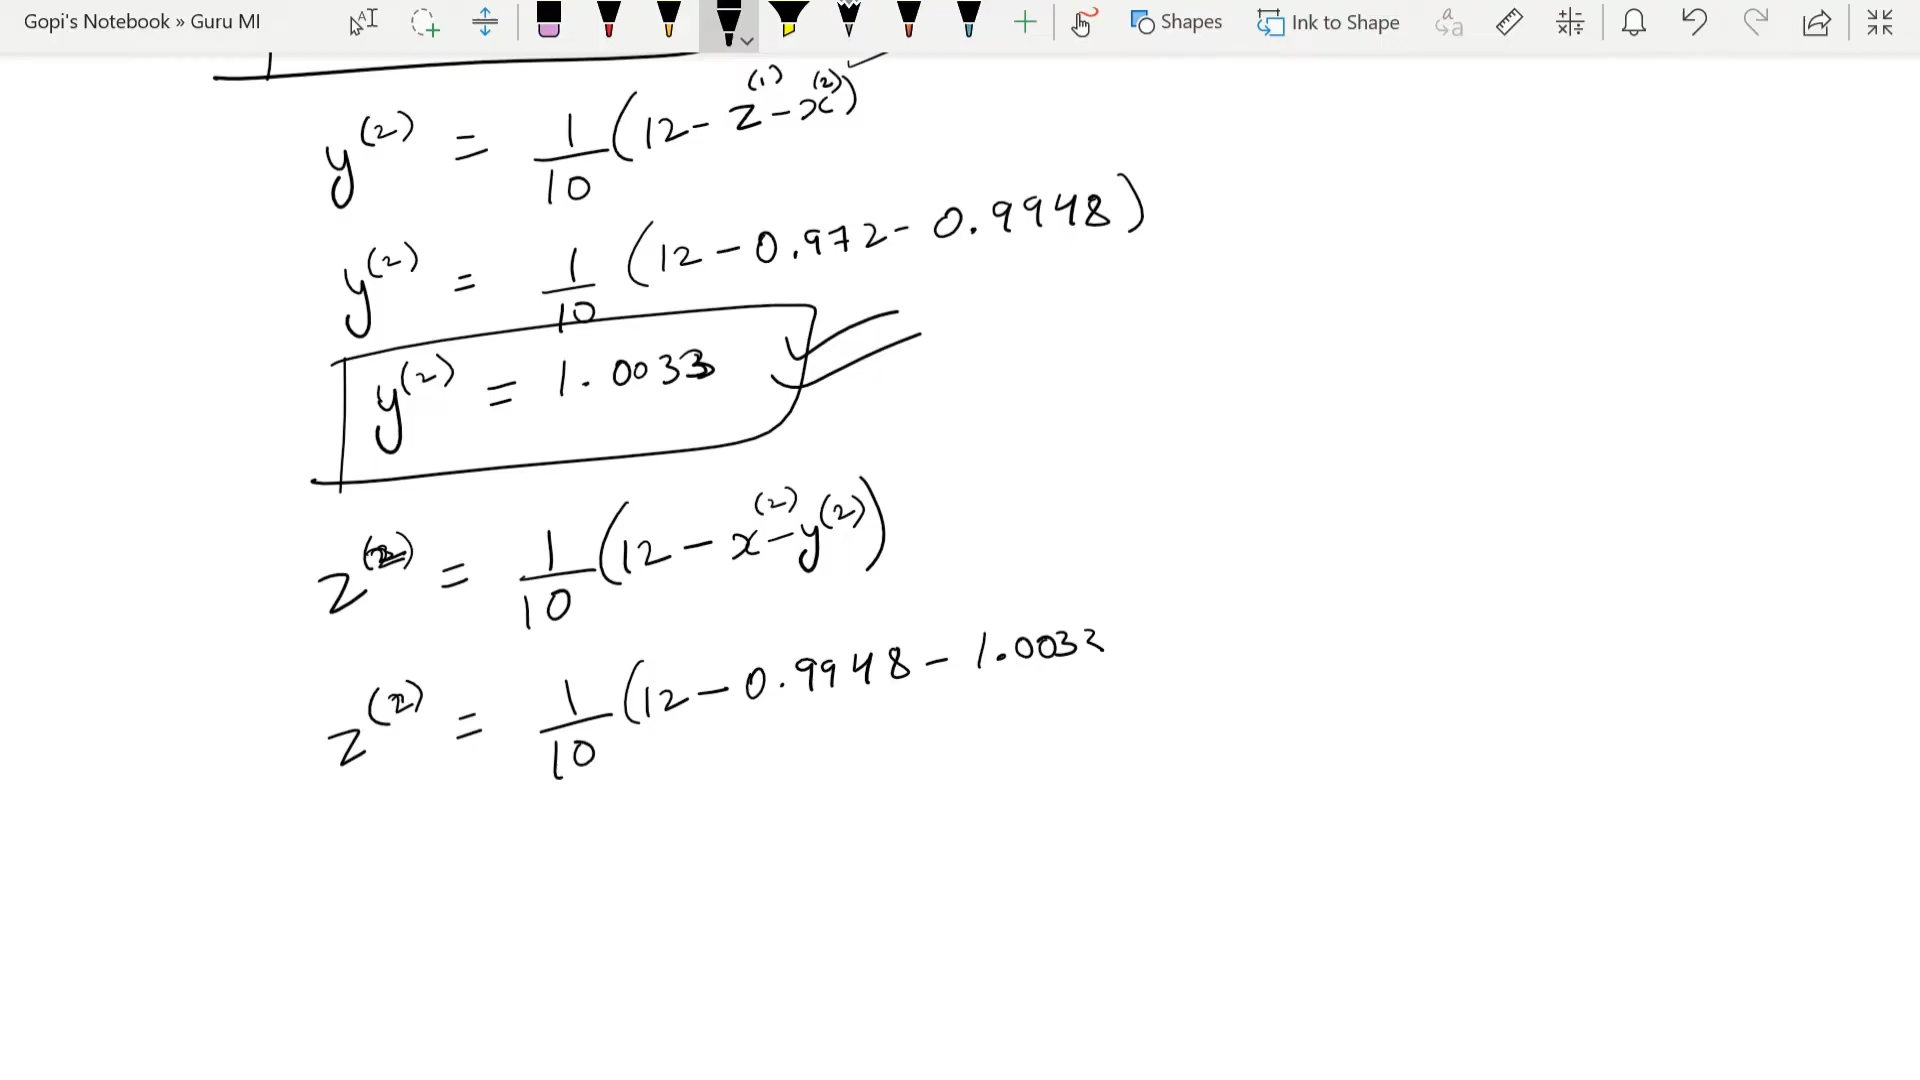 Gopi's Notebook » Guru MI
Shapes
Ink to Shape
y^(2) = 1/10 (12 - z^(1) - x^(2))
y^(2) = 1/10 (12 - 0.972 - 0.9948)
y^(2) = 1.0033
z^(2) = 1/10 (12 - x^(2) - y^(2))
z^(2) = 1/10 (12 - 0.9948 - 1.0033